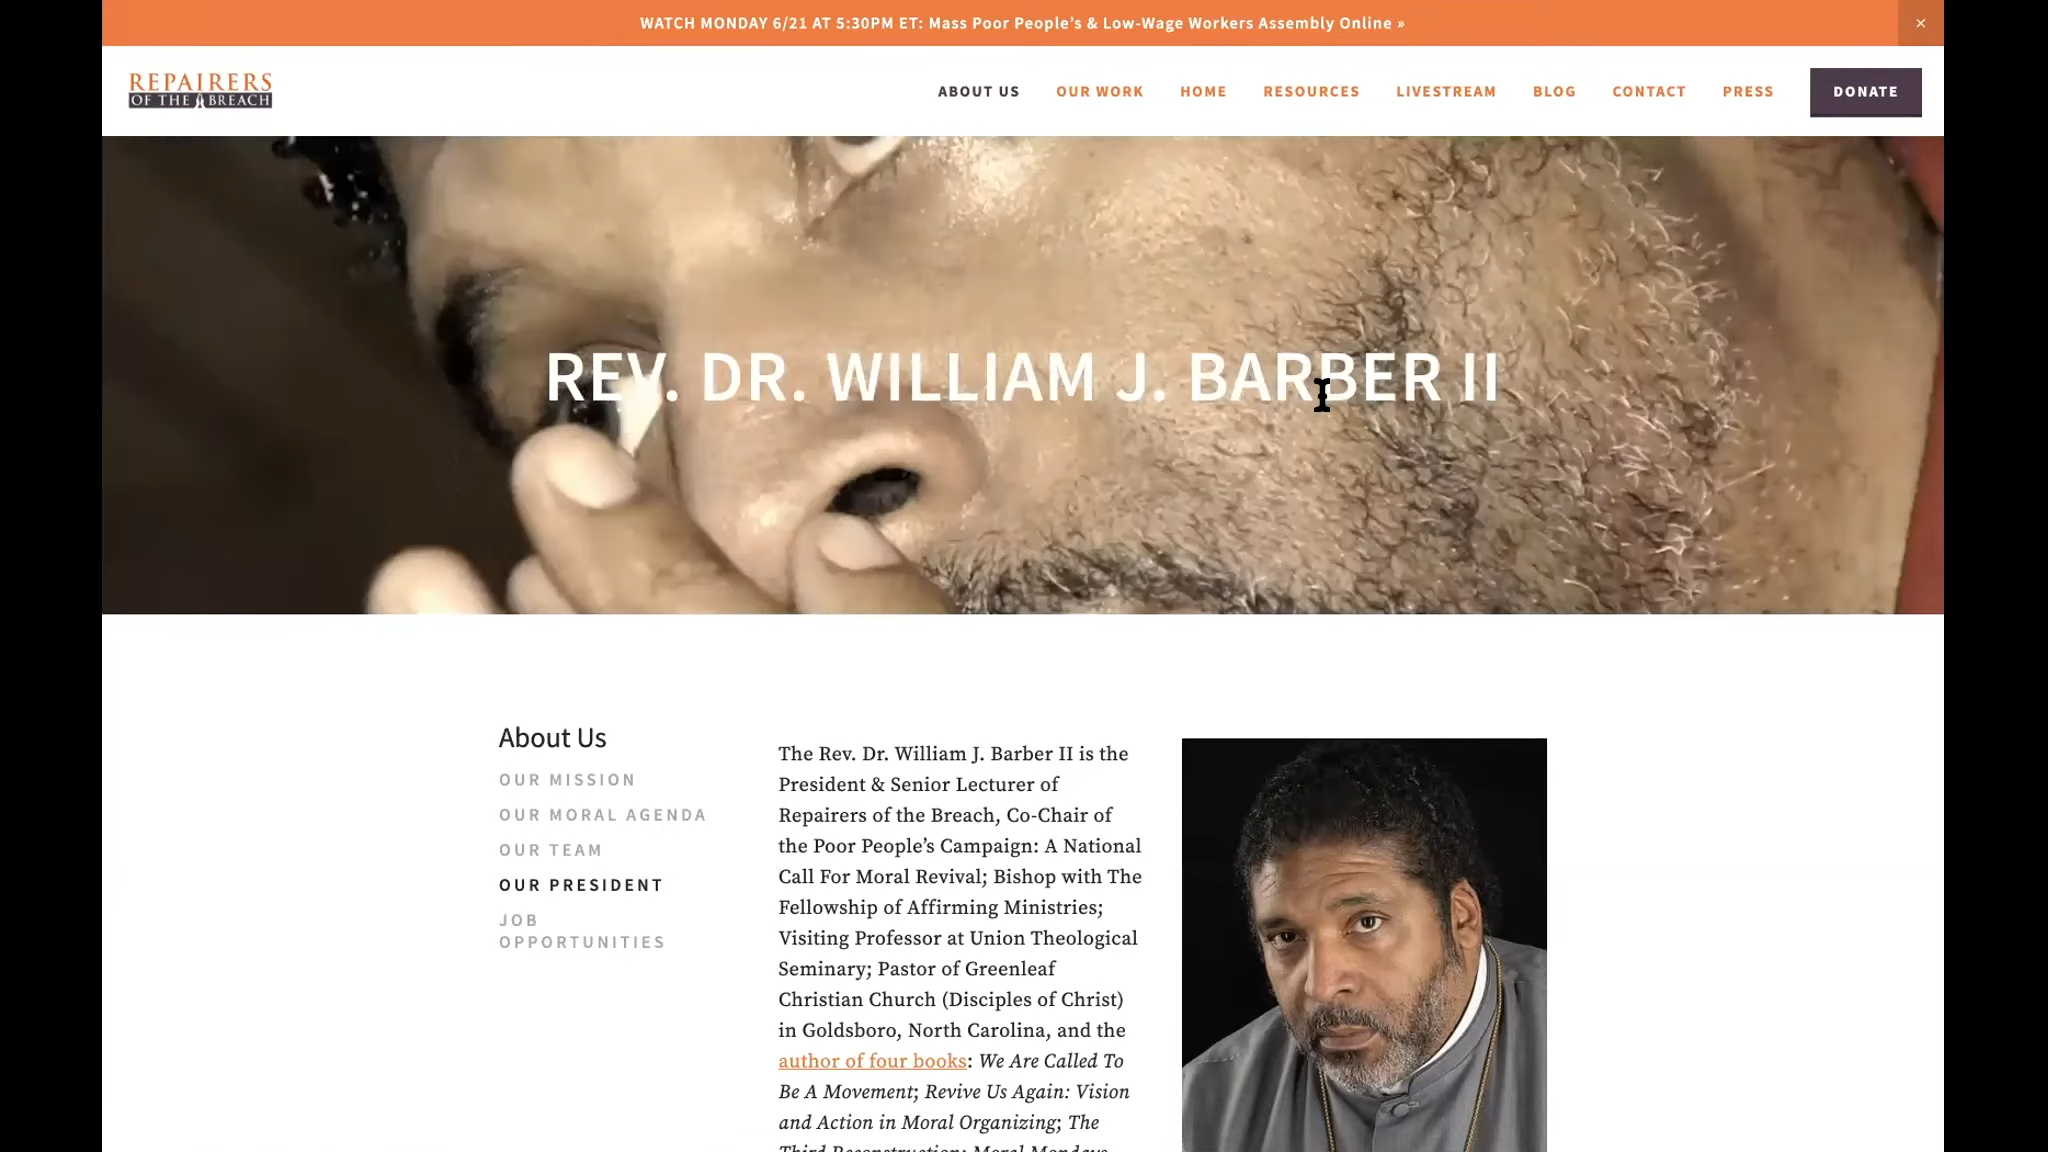 WATCH MONDAY 6/21 AT 5:30PM ET: Mass Poor People's & Low-Wage Workers Assembly Online »
×
REPAIRERS
OF THE BREACH
ABOUT US OUR WORK HOME RESOURCES LIVESTREAM BLOG CONTACT PRESS DONATE
REV. DR. WILLIAM J. BARBER II
About Us
OUR MISSION
OUR MORAL AGENDA
OUR TEAM
OUR PRESIDENT
JOB
OPPORTUNITIES
The Rev. Dr. William J. Barber II is the
President & Senior Lecturer of
Repairers of the Breach, Co-Chair of
the Poor People’s Campaign: A National
Call For Moral Revival; Bishop with The
Fellowship of Affirming Ministries;
Visiting Professor at Union Theological
Seminary; Pastor of Greenleaf
Christian Church (Disciples of Christ)
in Goldsboro, North Carolina, and the
author of four books: We Are Called To
Be A Movement; Revive Us Again: Vision
and Action in Moral Organizing; The
Third Reconstruction: Moral Mondays